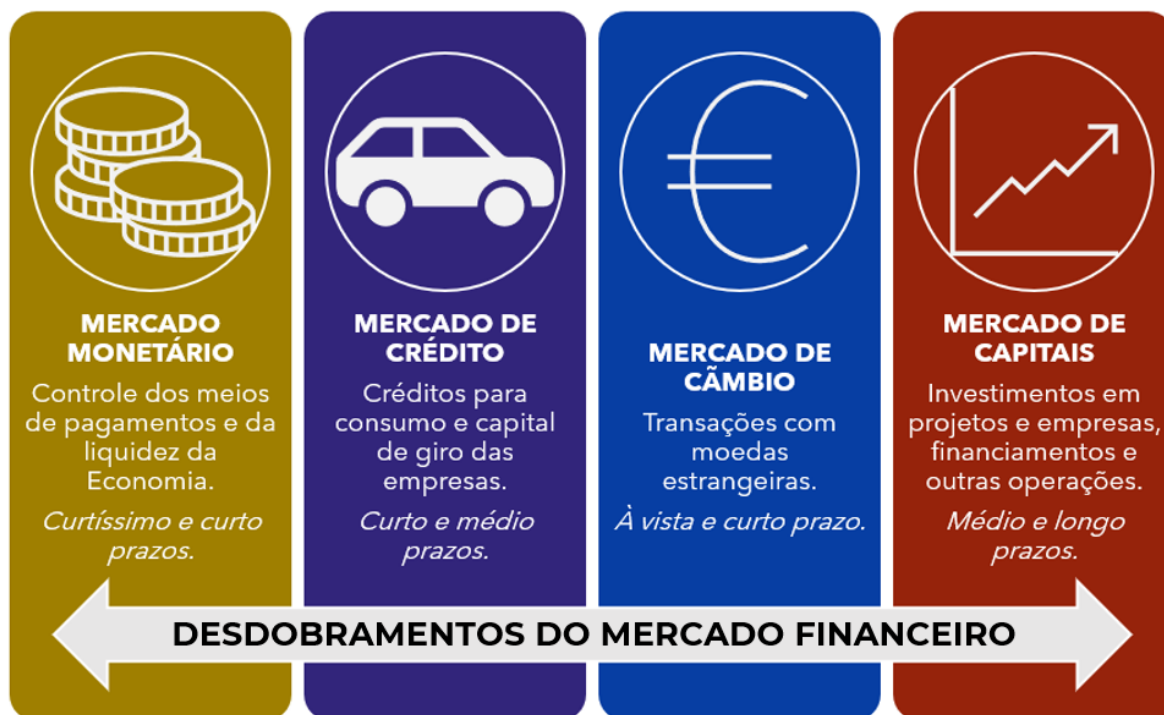 MERCADO
MONETÁRIO
Controle dos meios
de pagamentos e da
liquidez da
Economia.
Curtíssimo e curto
prazos.
MERCADO DE
CRÉDITO
Créditos para
consumo e capital
de giro das
empresas.
Curto e médio
prazos.
MERCADO DE
CÃMBIO
Transações com
moedas
estrangeiras.
À vista e curto prazo.
MERCADO DE
CAPITAIS
Investimentos em
projetos e empresas,
financiamentos e
outras operações.
Médio e longo
prazos.
DESDOBRAMENTOS DO MERCADO FINANCEIRO